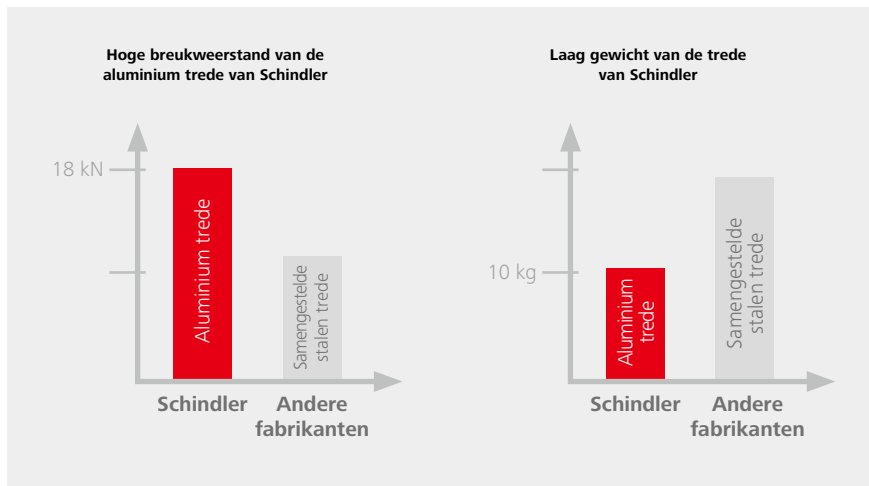 Hoge breukweerstand van de
aluminium trede van Schindler
18 kN
Aluminium trede
Samengestelde
stalen trede
Schindler
Andere
fabrikanten
Laag gewicht van de trede
van Schindler
10 kg
Aluminium
trede
Samengestelde
stalen trede
Schindler
Andere
fabrikanten